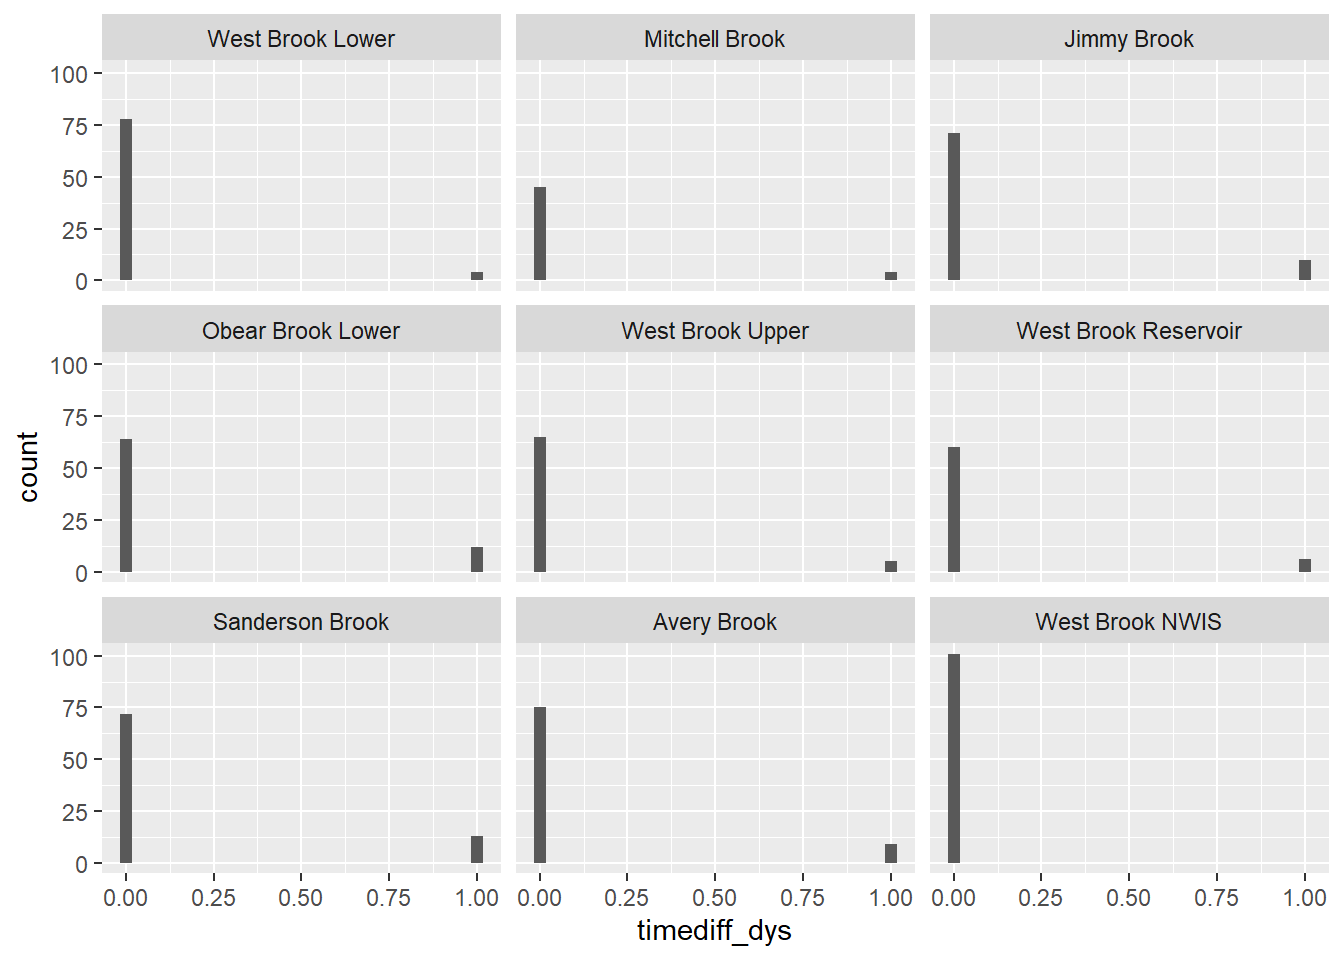 West Brook Lower Mitchell Brook Jimmy Brook
100
75
50
25
0
Obear Brook Lower West Brook Upper West Brook Reservoir
100
75
50
25
0
Sanderson Brook Avery Brook West Brook NWIS
100
75
50
25
0
0.00 0.25 0.50 0.75 1.00 0.00 0.25 0.50 0.75 1.00 0.00 0.25 0.50 0.75 1.00
timediff_dys
count